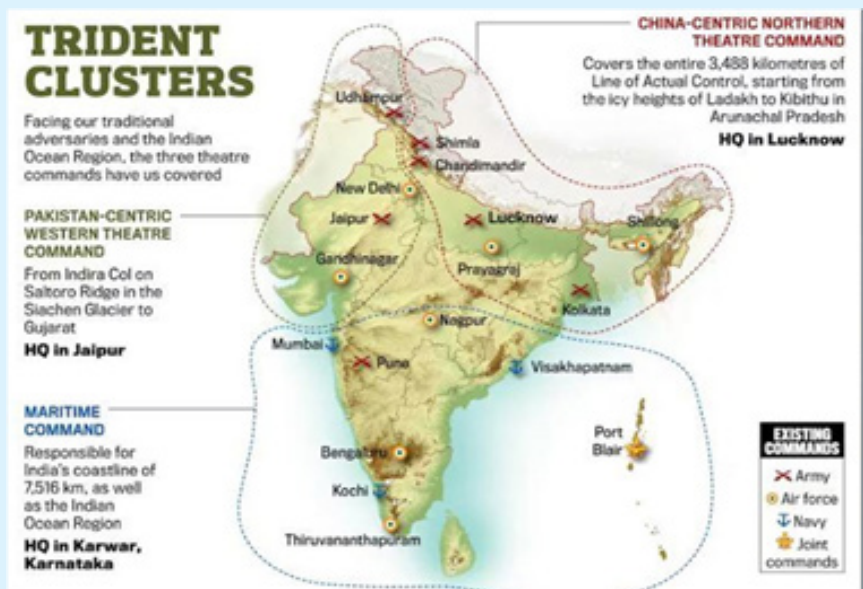 TRIDENT
CLUSTERS
Facing our traditional
adversaries and the Indian
Ocean Region, the three theatre
commands have us covered
PAKISTAN-CENTRIC
WESTERN THEATRE
COMMAND
From Indira Col on
Saltoro Ridge in the
Siachen Glacier to
Gujarat
HQ in Jaipur
MARITIME
COMMAND
Responsible for
India's coastline of
7,516 km, as well
as the Indian
Ocean Region
HQ in Karwar,
Karnataka
CHINA-CENTRIC NORTHERN
THEATRE COMMAND
Covers the entire 3,488 kilometres of
Line of Actual Control, starting from
the icy heights of Ladakh to Kibithu in
Arunachal Pradesh
HQ in Lucknow
Udhampur
Shimla
Chandimandir
New Delhi
Jaipur
Lucknow
Shillong
Gandhinagar
Prayagraj
Kolkata
Nagpur
Mumbai
Pune
Visakhapatnam
Port
Blair
Bengaluru
Kochi
Thiruvananthapuram
EXISTING
COMMANDS
Army
Air force
Navy
Joint
commands